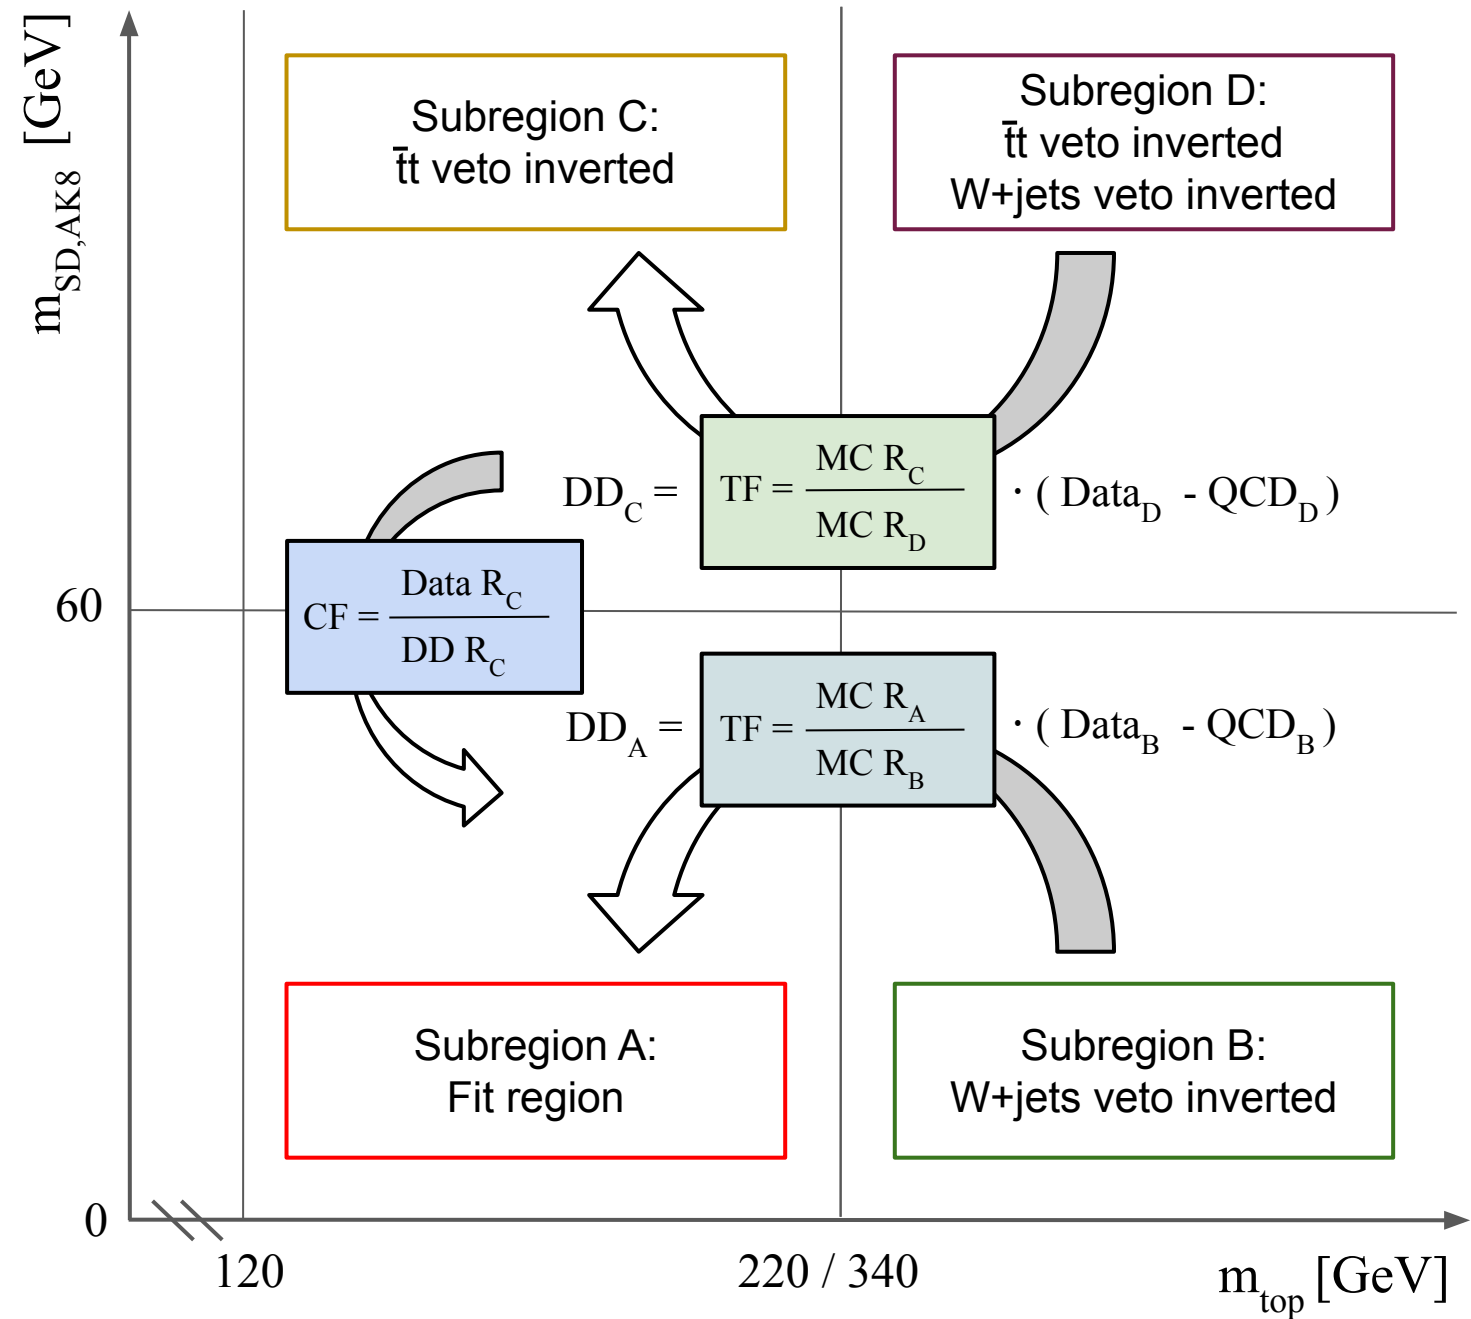 m_SD,AK8 [GeV]
Subregion C:
t̄t veto inverted
Subregion D:
t̄t veto inverted
W+jets veto inverted
DD_C = TF = MC R_C / MC R_D · ( Data_D - QCD_D )
60
CF = Data R_C / DD R_C
DD_A = TF = MC R_A / MC R_B · ( Data_B - QCD_B )
Subregion A:
Fit region
Subregion B:
W+jets veto inverted
0
120
220 / 340
m_top [GeV]